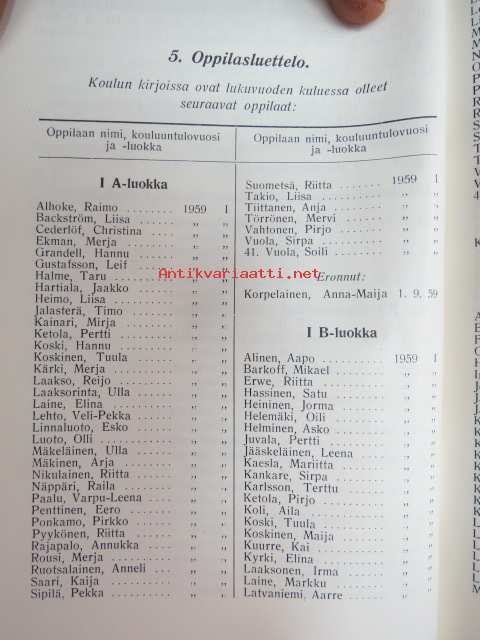 5. Oppilasluettelo.
Koulun kirjoissa ovat lukuvuoden kuluessa olleet
seuraavat oppilaat:
Oppilaan nimi, kouluuntulovuosi
ja -luokka
I A-luokka
Alhoke, Raimo ........ 1959 I
Backström, Liisa ...... „ „
Cederlöf, Christina .... „ „
Ekman, Merja ........ „ „
Grandell, Hannu ...... „ „
Gustafsson, Leif ...... „ „
Halme, Taru .......... „ „
Hartiala, Jaakko ...... „ „
Heimo, Liisa .......... „ „
Jalasterä, Timo ........ „ „
Kainari, Mirja ........ „ „
Ketola, Pertti .......... „ „
Koski, Hannu ........ „ „
Koskinen, Tuula ...... „ „
Kärki, Merja .......... „ „
Laakso, Reijo ........ „ „
Laaksorinta, Ulla ...... „ „
Laine, Elina .......... „ „
Lehto, Veli-Pekka .... „ „
Linnaluoto, Esko ...... „ „
Luoto, Olli .......... „ „
Mäkeläinen, Ulla ...... „ „
Mäkinen, Arja ........ „ „
Nikulainen, Riitta ...... „ „
Näppäri, Raila ........ „ „
Paalu, Varpu-Leena .... „ „
Penttinen, Eero ........ „ „
Ponkamo, Pirkko ...... „ „
Pyykönen, Riitta ...... „ „
Rajapalo, Annukka .... „ „
Rousi, Merja .......... „ „
Ruotsalainen, Anneli .. „ „
Saari, Kaija .......... „ „
Sipilä, Pekka .......... „ „
Oppilaan nimi, kouluuntulovuosi
ja -luokka
Suometsä, Riitta ...... 1959 I
Takio, Liisa .......... „ „
Tiittanen, Anja ........ „ „
Törrönen, Mervi ...... „ „
Vahtonen, Pirjo ...... „ „
Vuola, Sirpa .......... „ „
41. Vuola, Soili ........ „ „
Eronnut:
Korpelainen, Anna-Maija 1. 9. 59
I B-luokka
Alinen, Aapo .......... 1959 I
Barkoff, Mikael ........ „ „
Erwe, Riitta .......... „ „
Hassinen, Satu ........ „ „
Heininen, Jorma ...... „ „
Helemäki, Oili ........ „ „
Helminen, Asko ...... „ „
Juvala, Pertti .......... „ „
Jääskeläinen, Leena .... „ „
Kaesla, Mariitta ...... „ „
Kankare, Sirpa ........ „ „
Karlsson, Terttu ...... „ „
Ketola, Pirjo .......... „ „
Koli, Aila ............ „ „
Koski, Tuula .......... „ „
Koskinen, Maija ...... „ „
Kuurre, Kai .......... „ „
Kyrki, Elina .......... „ „
Laaksonen, Irma ...... „ „
Laine, Markku ........ „ „
Latvaniemi, Aarre .... „ „
Antikvariaatti.net